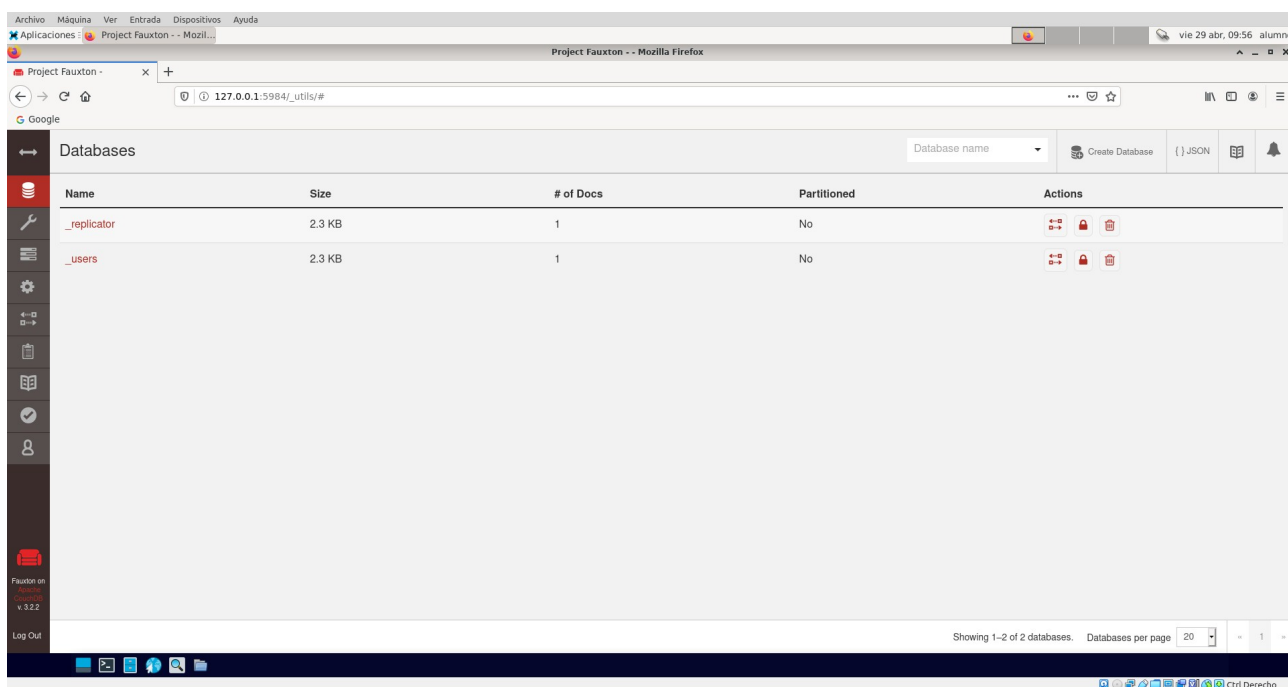 Archivo Máquina Ver Entrada Dispositivos Ayuda
Aplicaciones Project Fauxton - - Mozil... vie 29 abr, 09:56 alumn
Project Fauxton - - Mozilla Firefox
Project Fauxton -
127.0.0.1:5984/_utils/#
Google
Databases Database name Create Database { } JSON
Name Size # of Docs Partitioned Actions
_replicator 2.3 KB 1 No
_users 2.3 KB 1 No
Fauxton on
Apache
CouchDB
v. 3.2.2
Log Out
Showing 1–2 of 2 databases. Databases per page 20 « 1 »
Ctrl Derecho